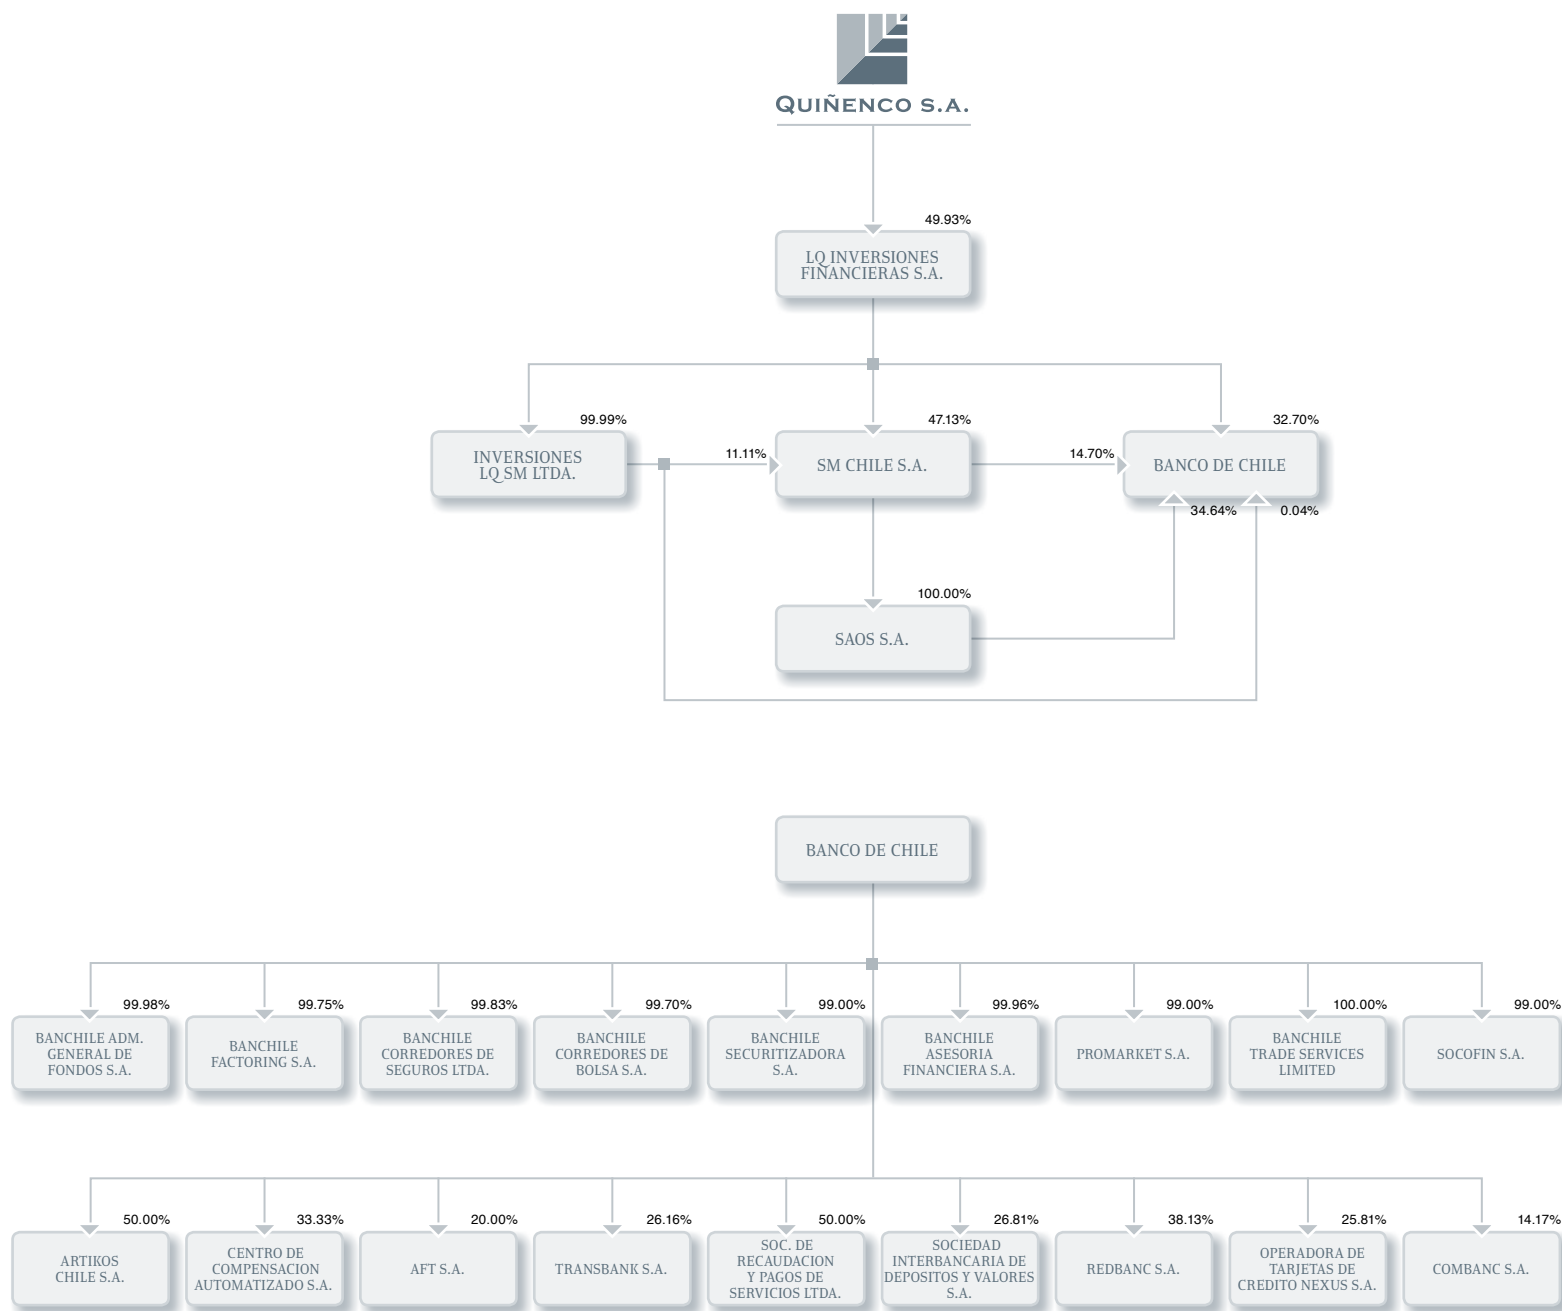 QUIÑENCO S.A.
49.93%
LQ INVERSIONES
FINANCIERAS S.A.
99.99%
47.13%
32.70%
INVERSIONES
LQ SM LTDA.
11.11%
SM CHILE S.A.
14.70%
BANCO DE CHILE
34.64%
0.04%
100.00%
SAOS S.A.
BANCO DE CHILE
99.98%
99.75%
99.83%
99.70%
99.00%
99.96%
99.00%
100.00%
99.00%
BANCHILE ADM.
GENERAL DE
FONDOS S.A.
BANCHILE
FACTORING S.A.
BANCHILE
CORREDORES DE
SEGUROS LTDA.
BANCHILE
CORREDORES DE
BOLSA S.A.
BANCHILE
SECURITIZADORA
S.A.
BANCHILE
ASESORIA
FINANCIERA S.A.
PROMARKET S.A.
BANCHILE
TRADE SERVICES
LIMITED
SOCOFIN S.A.
50.00%
33.33%
20.00%
26.16%
50.00%
26.81%
38.13%
25.81%
14.17%
ARTIKOS
CHILE S.A.
CENTRO DE
COMPENSACION
AUTOMATIZADO S.A.
AFT S.A.
TRANSBANK S.A.
SOC. DE
RECAUDACION
Y PAGOS DE
SERVICIOS LTDA.
SOCIEDAD
INTERBANCARIA DE
DEPOSITOS Y VALORES
S.A.
REDBANC S.A.
OPERADORA DE
TARJETAS DE
CREDITO NEXUS S.A.
COMBANC S.A.